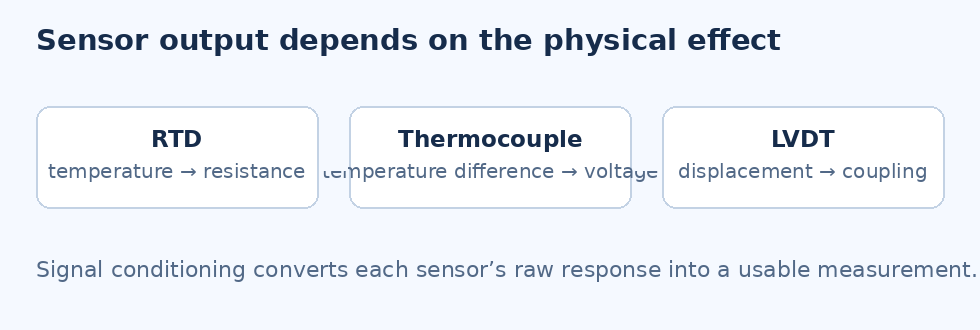 Sensor output depends on the physical effect
RTD
temperature → resistance
Thermocouple
temperature difference → voltage
LVDT
displacement → coupling
Signal conditioning converts each sensor’s raw response into a usable measurement.